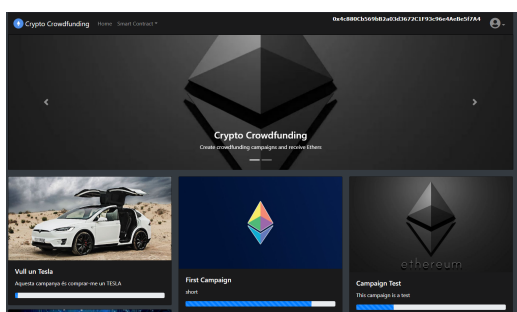 Crypto Crowdfunding Home Smart Contract 0x4c880Cb569bB2a03d3672C1F93c96e4AeBe5f7A4
Crypto Crowdfunding
Create crowdfunding campaigns and receive Ethers
ethereum
Vull un Tesla
Aquesta campanya és comprar-me un TESLA
First Campaign
short
Campaign Test
This campaign is a test